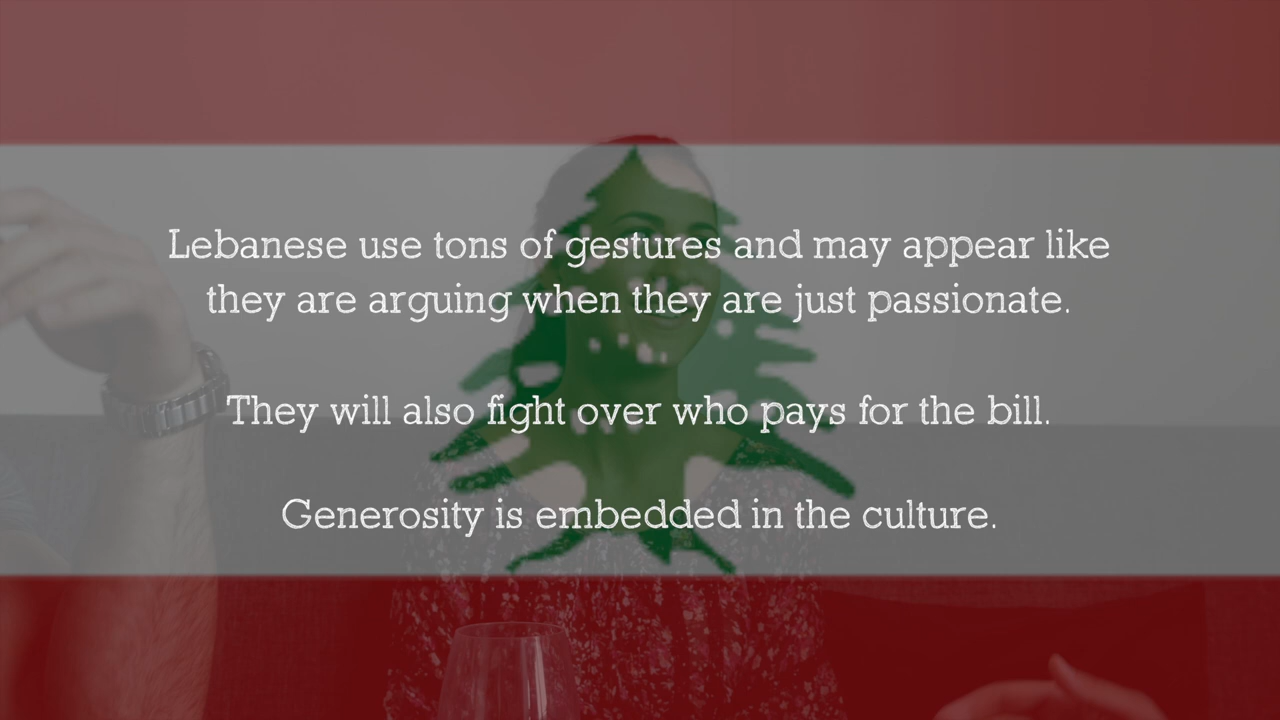 Lebanese use tons of gestures and may appear like
they are arguing when they are just passionate.
They will also fight over who pays for the bill.
Generosity is embedded in the culture.